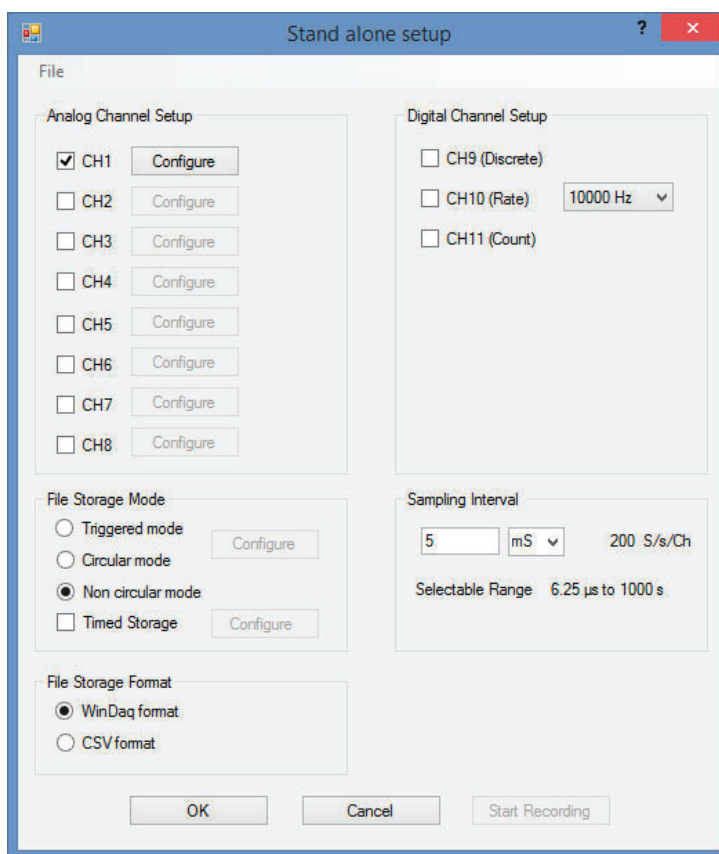 Stand alone setup
?
File
Analog Channel Setup
CH1 Configure
CH2 Configure
CH3 Configure
CH4 Configure
CH5 Configure
CH6 Configure
CH7 Configure
CH8 Configure
Digital Channel Setup
CH9 (Discrete)
CH10 (Rate) 10000 Hz
CH11 (Count)
File Storage Mode
Triggered mode
Configure
Circular mode
Non circular mode
Timed Storage Configure
Sampling Interval
5 mS 200 S/s/Ch
Selectable Range 6.25 µs to 1000 s
File Storage Format
WinDaq format
CSV format
OK Cancel Start Recording